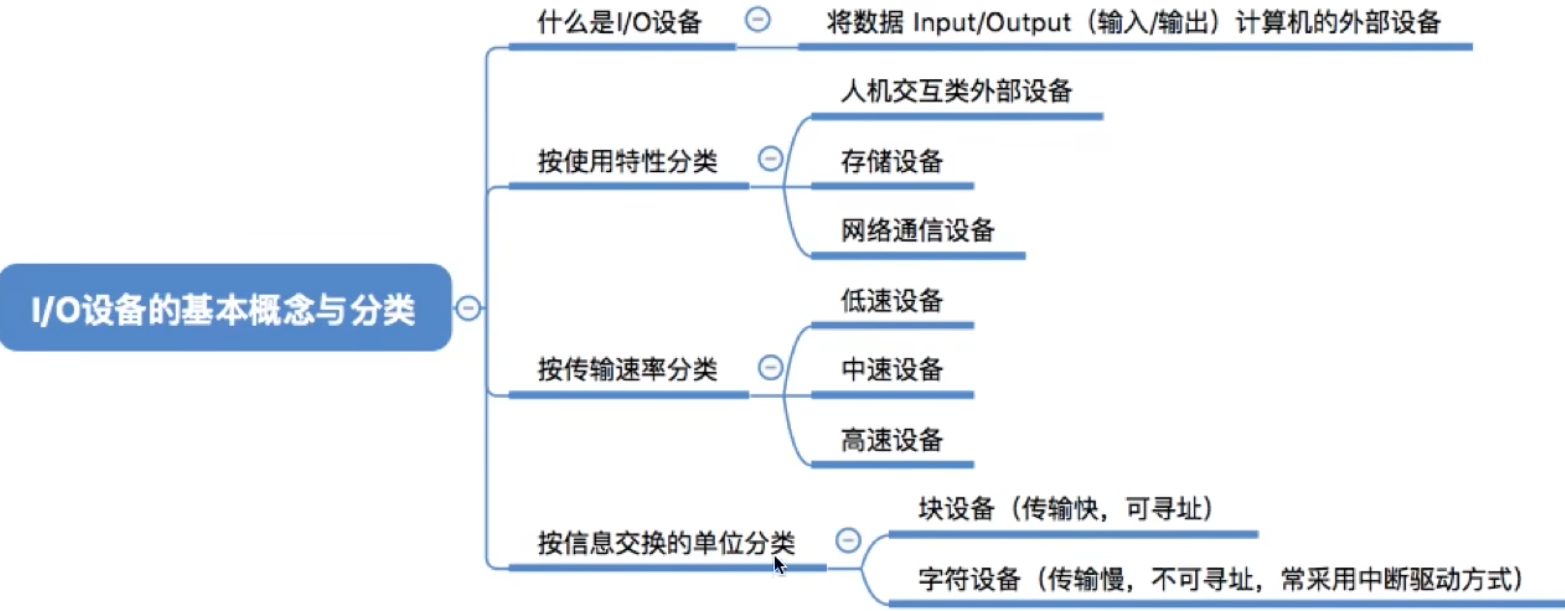 什么是I/O设备
将数据 Input/Output（输入/输出）计算机的外部设备
人机交互类外部设备
按使用特性分类
存储设备
网络通信设备
I/O设备的基本概念与分类
低速设备
按传输速率分类
中速设备
高速设备
块设备（传输快，可寻址）
按信息交换的单位分类
字符设备（传输慢，不可寻址，常采用中断驱动方式）